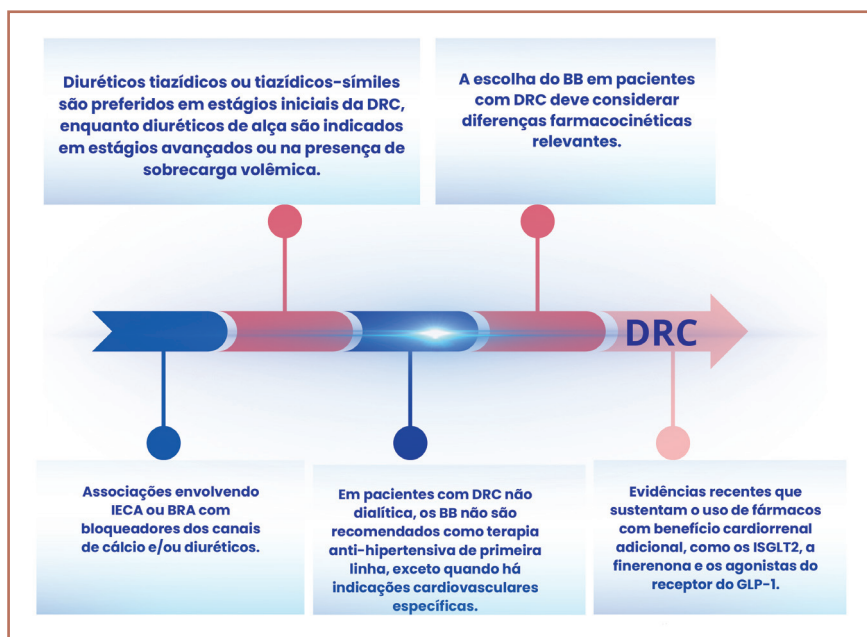 Diuréticos tiazídicos ou tiazídicos-símiles
são preferidos em estágios iniciais da DRC,
enquanto diuréticos de alça são indicados
em estágios avançados ou na presença de
sobrecarga volêmica.
A escolha do BB em pacientes
com DRC deve considerar
diferenças farmacocinéticas
relevantes.
DRC
Associações envolvendo
IECA ou BRA com
bloqueadores dos canais
de cálcio e/ou diuréticos.
Em pacientes com DRC não
dialítica, os BB não são
recomendados como terapia
anti-hipertensiva de primeira
linha, exceto quando há
indicações cardiovasculares
específicas.
Evidências recentes que
sustentam o uso de fármacos
com benefício cardiorrenal
adicional, como os ISGLT2, a
finerenona e os agonistas do
receptor do GLP-1.